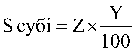 S субі = Z × Y/100